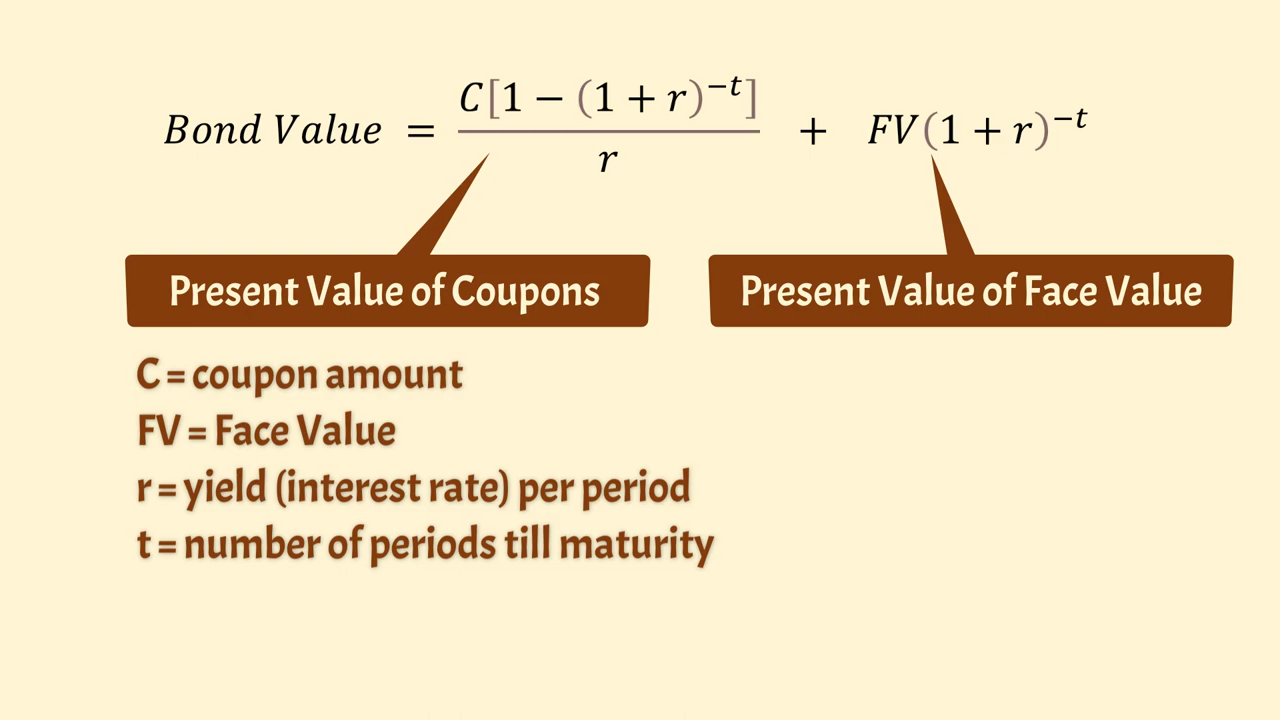 Bond Value = C[1 − (1 + r)^{−t}] / r + FV(1 + r)^{−t}
Present Value of Coupons
Present Value of Face Value
C = coupon amount
FV = Face Value
r = yield (interest rate) per period
t = number of periods till maturity